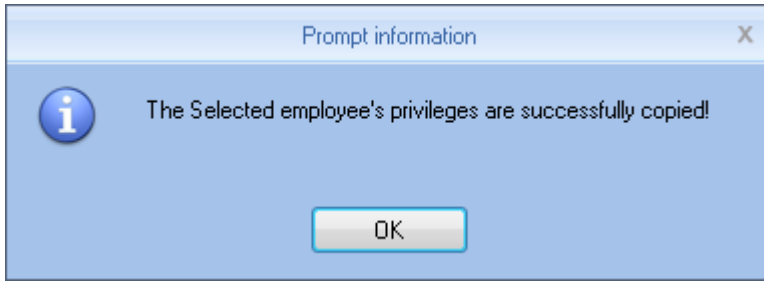 Prompt information
X
The Selected employee's privileges are successfully copied!
OK